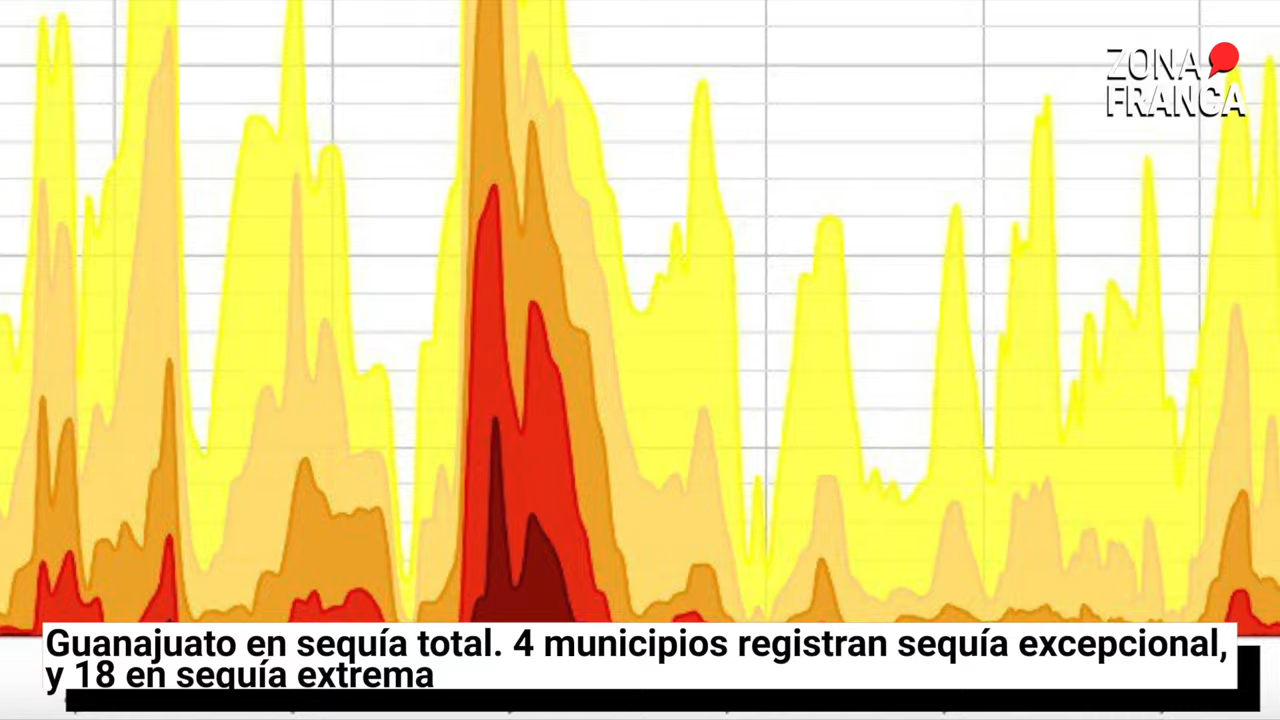 ZONA
FRANCA
Guanajuato en sequía total. 4 municipios registran sequía excepcional,
y 18 en sequía extrema